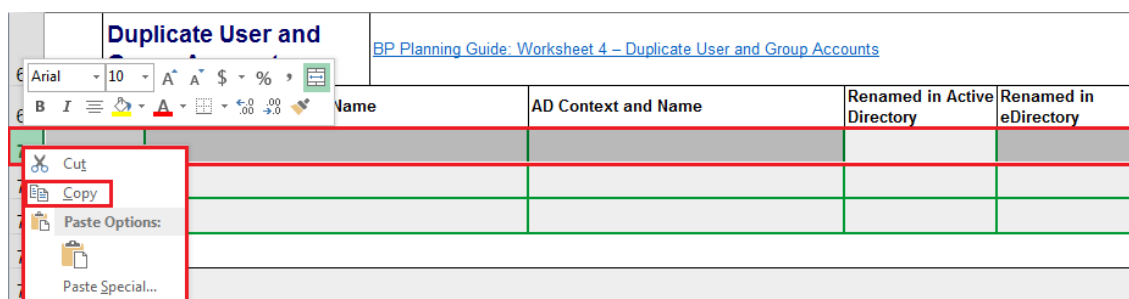 Duplicate User and
BP Planning Guide: Worksheet 4 – Duplicate User and Group Accounts
6
Arial 10 A A $ % ,
B I A .00 .00
Name
AD Context and Name
Renamed in Active
Directory
Renamed in
eDirectory
Cut
Copy
Paste Options:
Paste Special...